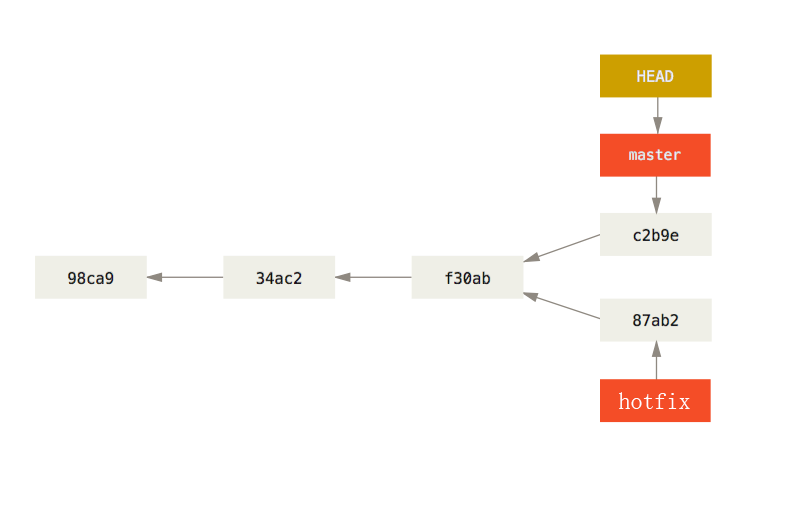 HEAD
master
c2b9e
98ca9
34ac2
f30ab
87ab2
hotfix